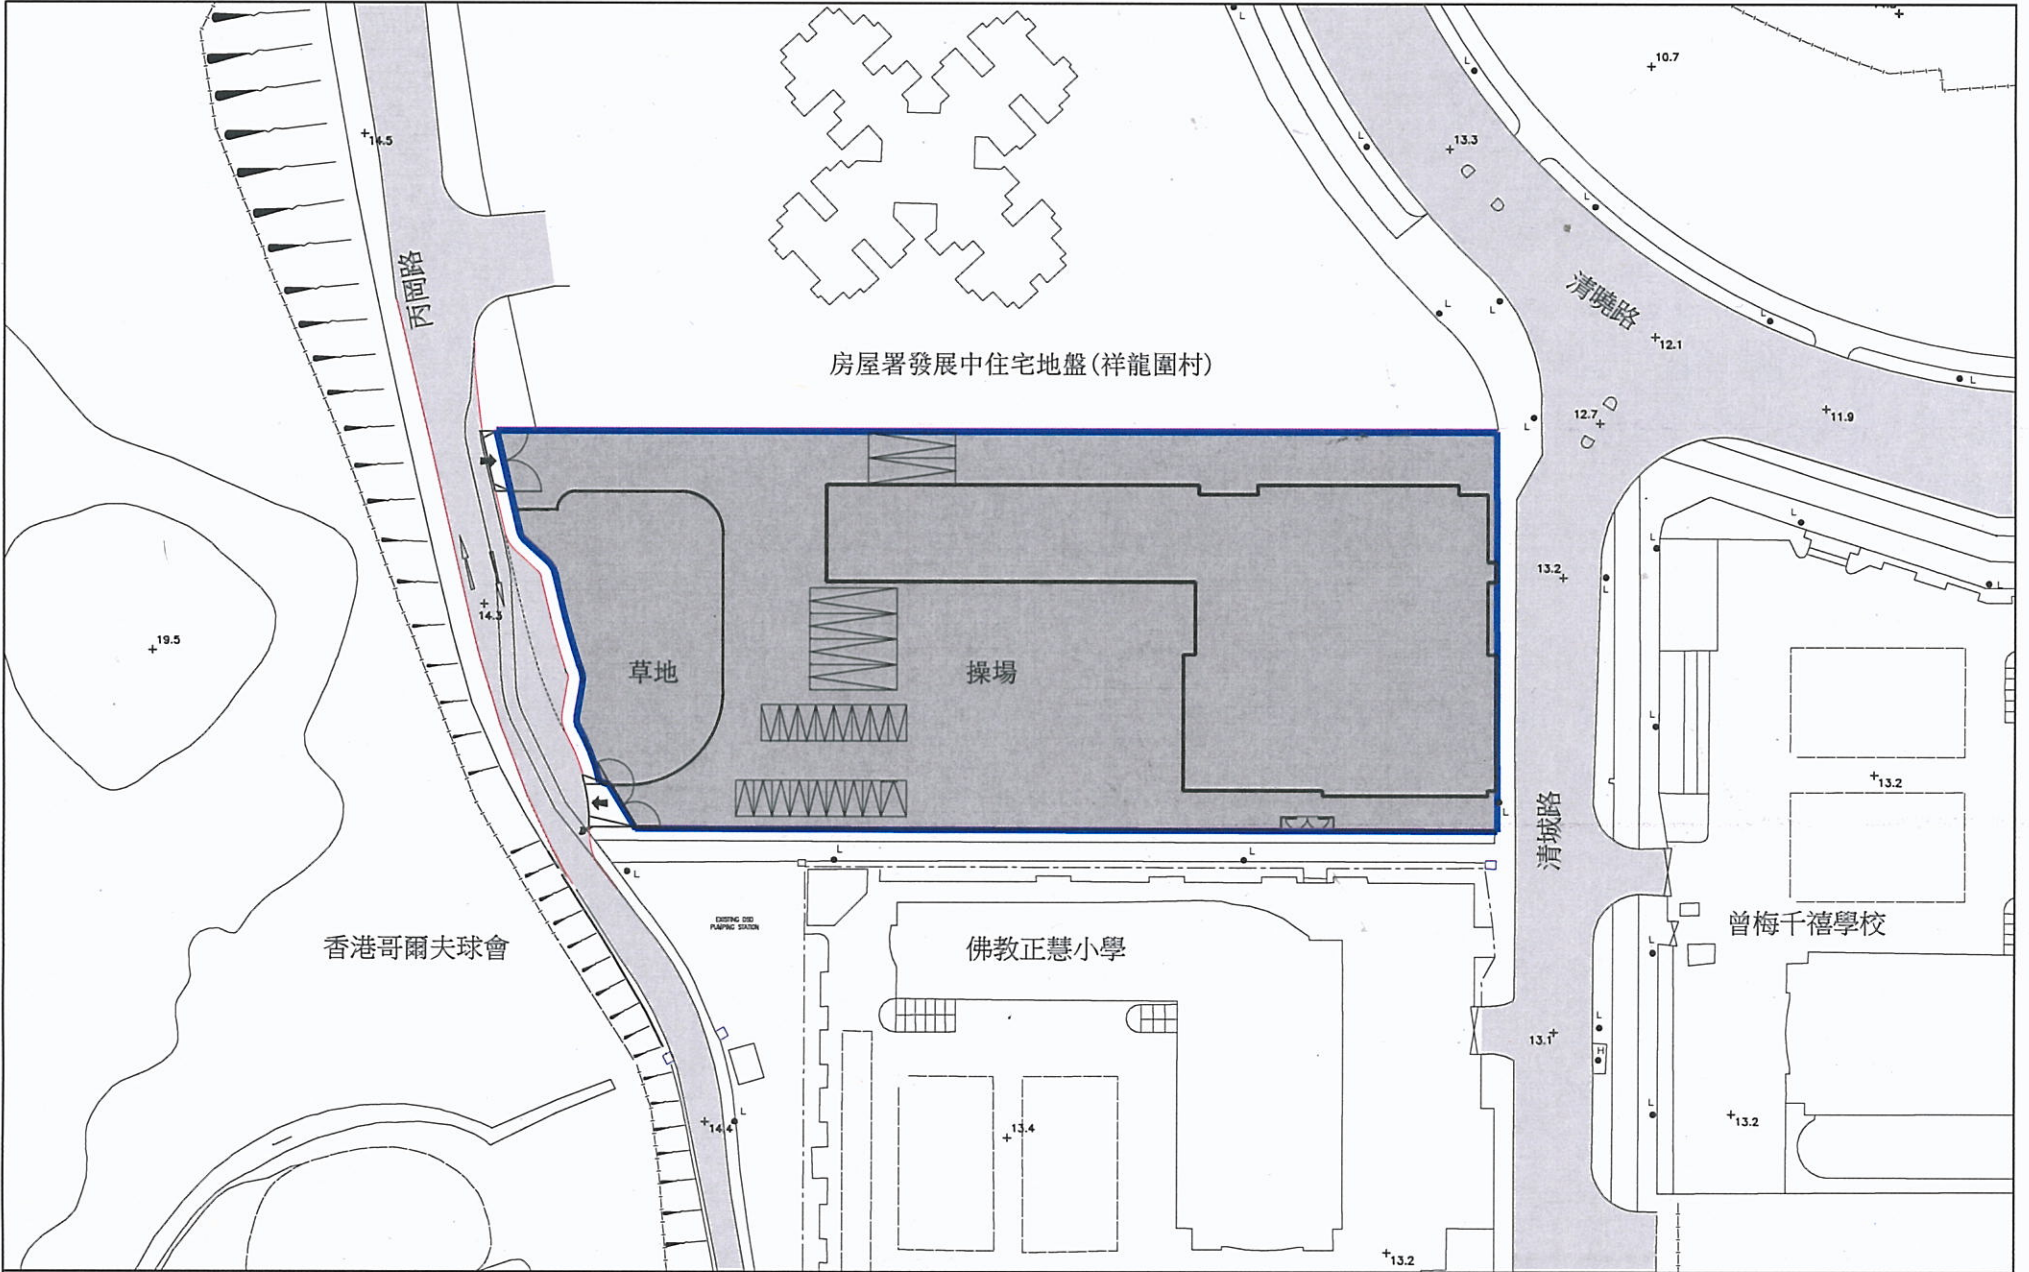 L
10.7
L
14.5
13.3
L
L
丙岡路
清曉路
L
L
L
12.1
房屋署發展中住宅地盤(祥龍圍村)
L
12.7
11.9
L
L
L
13.2
L
L
14.3
19.5
草地
操場
L
13.2
L
清城路
L
L
L
EXISTING DSD
PUMPING STATION
曾梅千禧學校
香港哥爾夫球會
佛教正慧小學
L
L
13.1
H
L
L
14.4
13.4
13.2
13.2